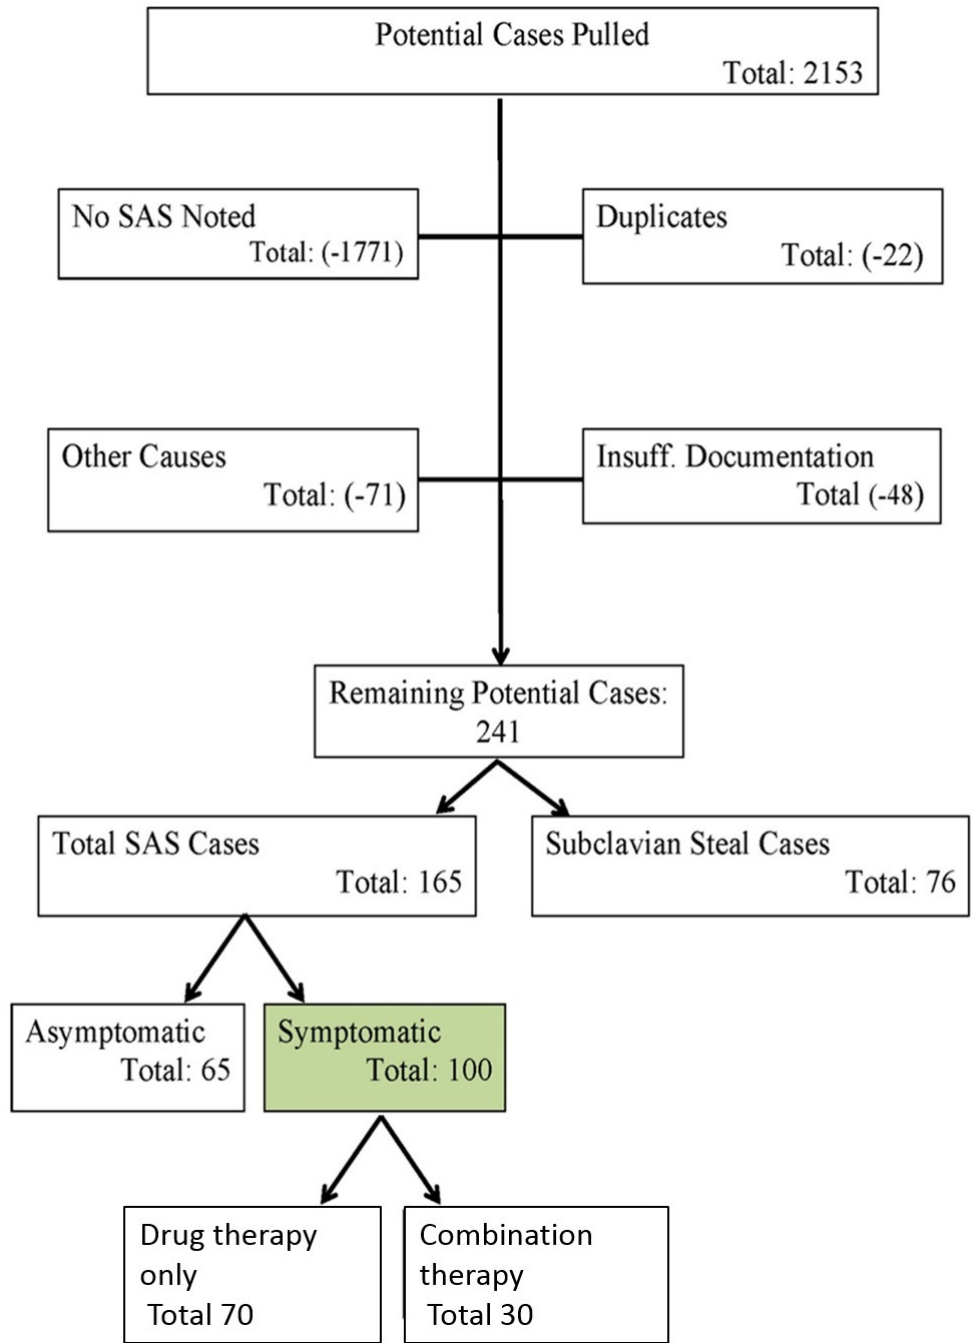 Potential Cases Pulled
Total: 2153
No SAS Noted
Total: (-1771)
Duplicates
Total: (-22)
Other Causes
Total: (-71)
Insuff. Documentation
Total (-48)
Remaining Potential Cases:
241
Total SAS Cases
Total: 165
Subclavian Steal Cases
Total: 76
Asymptomatic
Total: 65
Symptomatic
Total: 100
Drug therapy
only
Total 70
Combination
therapy
Total 30